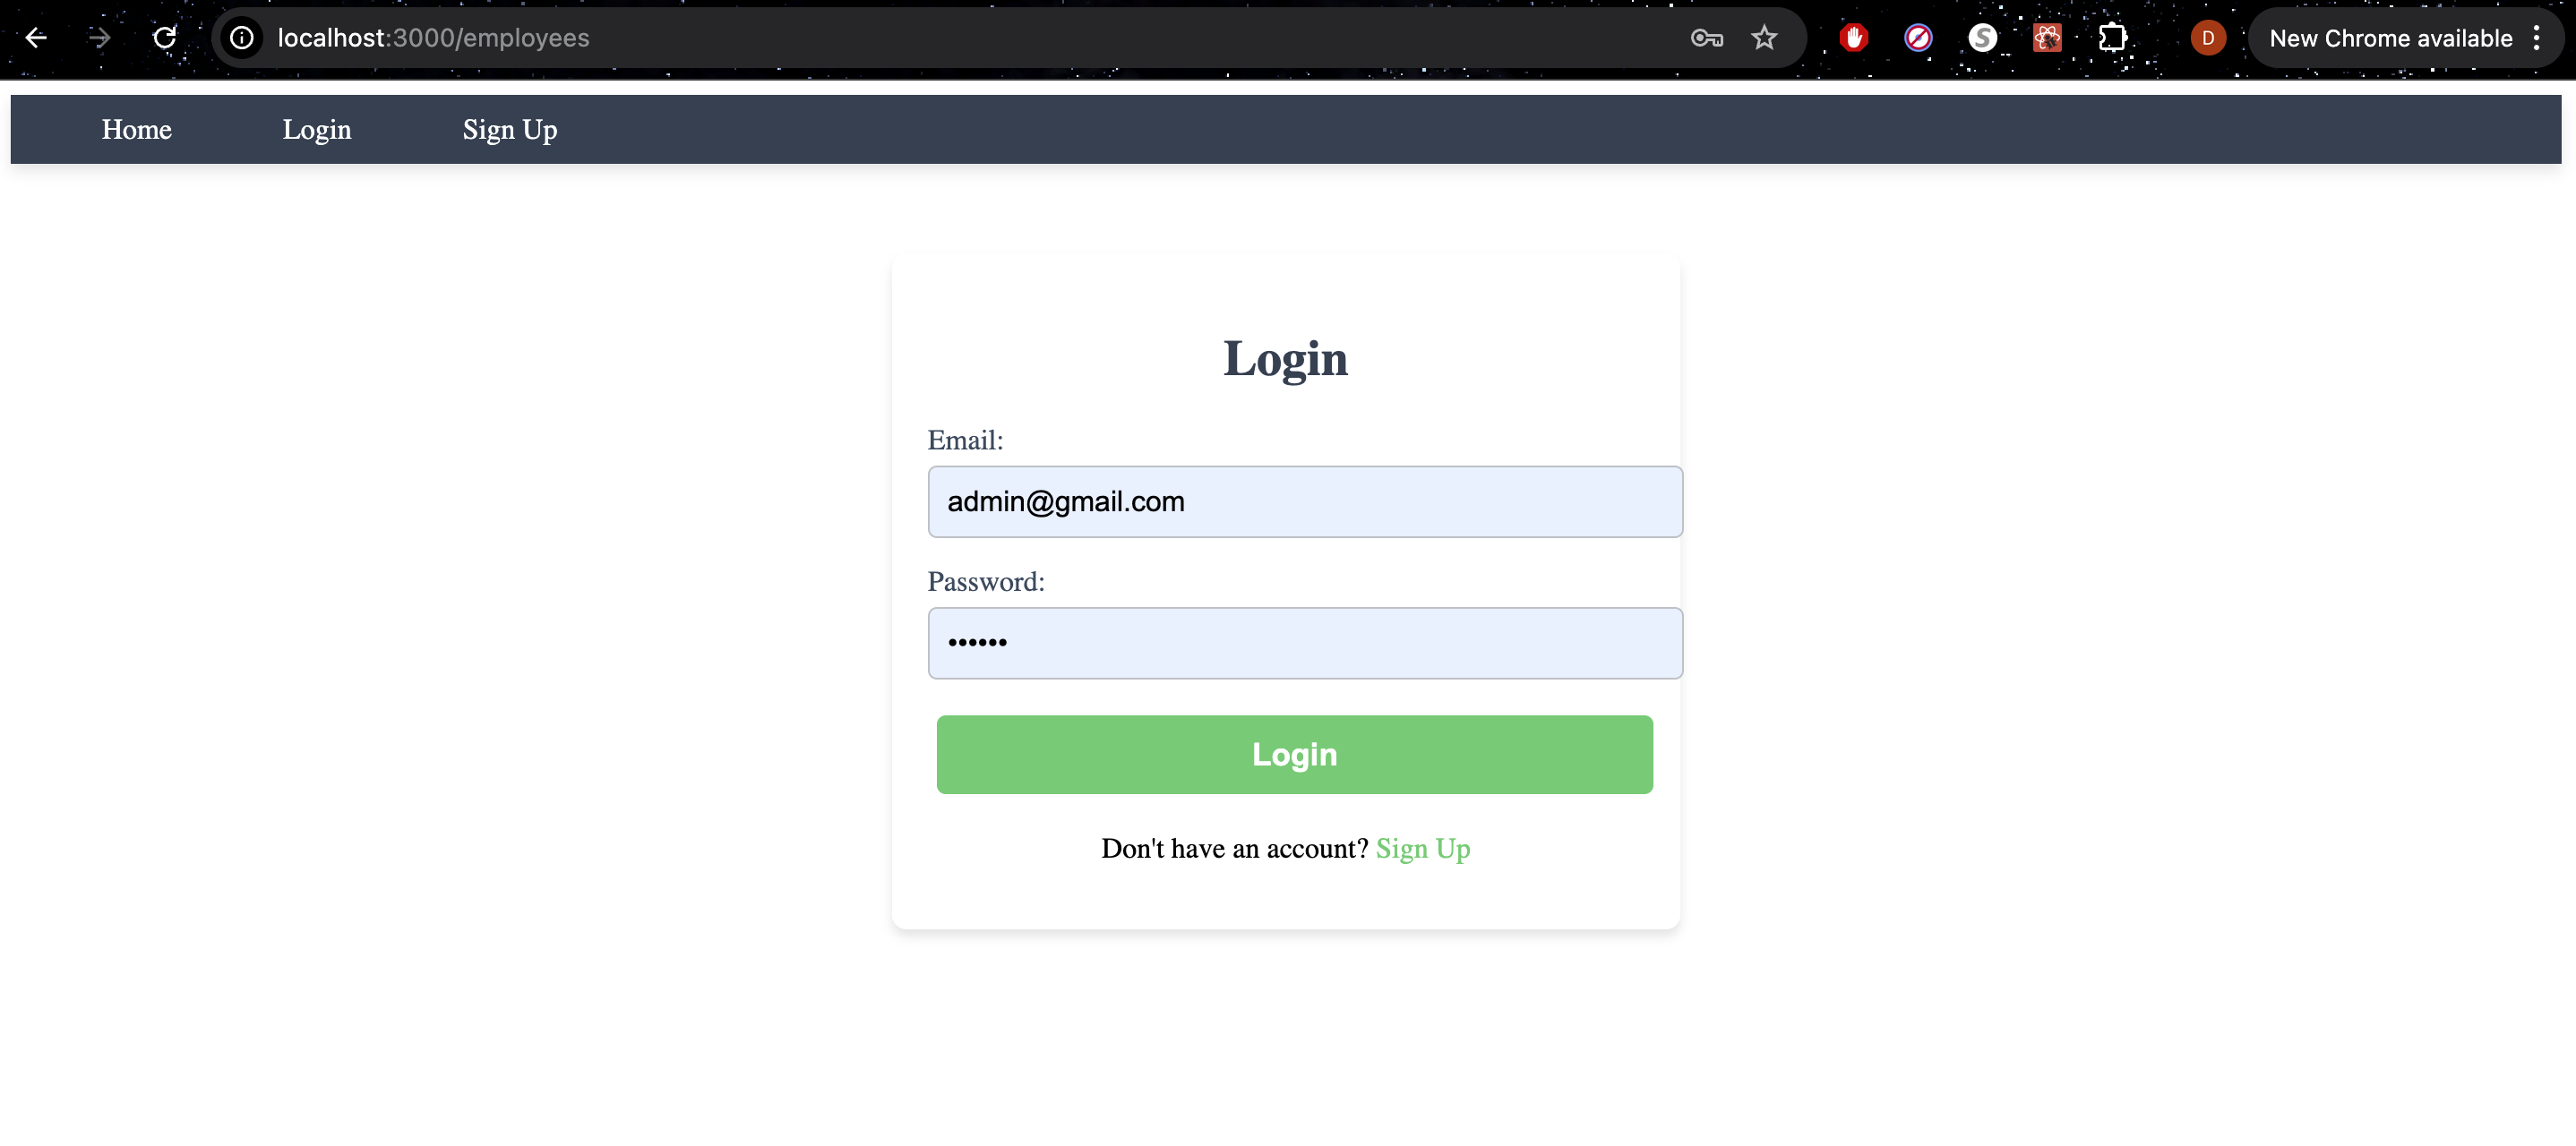 localhost:3000/employees
D
New Chrome available
Home Login Sign Up
Login
Email:
admin@gmail.com
Password:
••••••
Login
Don't have an account? Sign Up